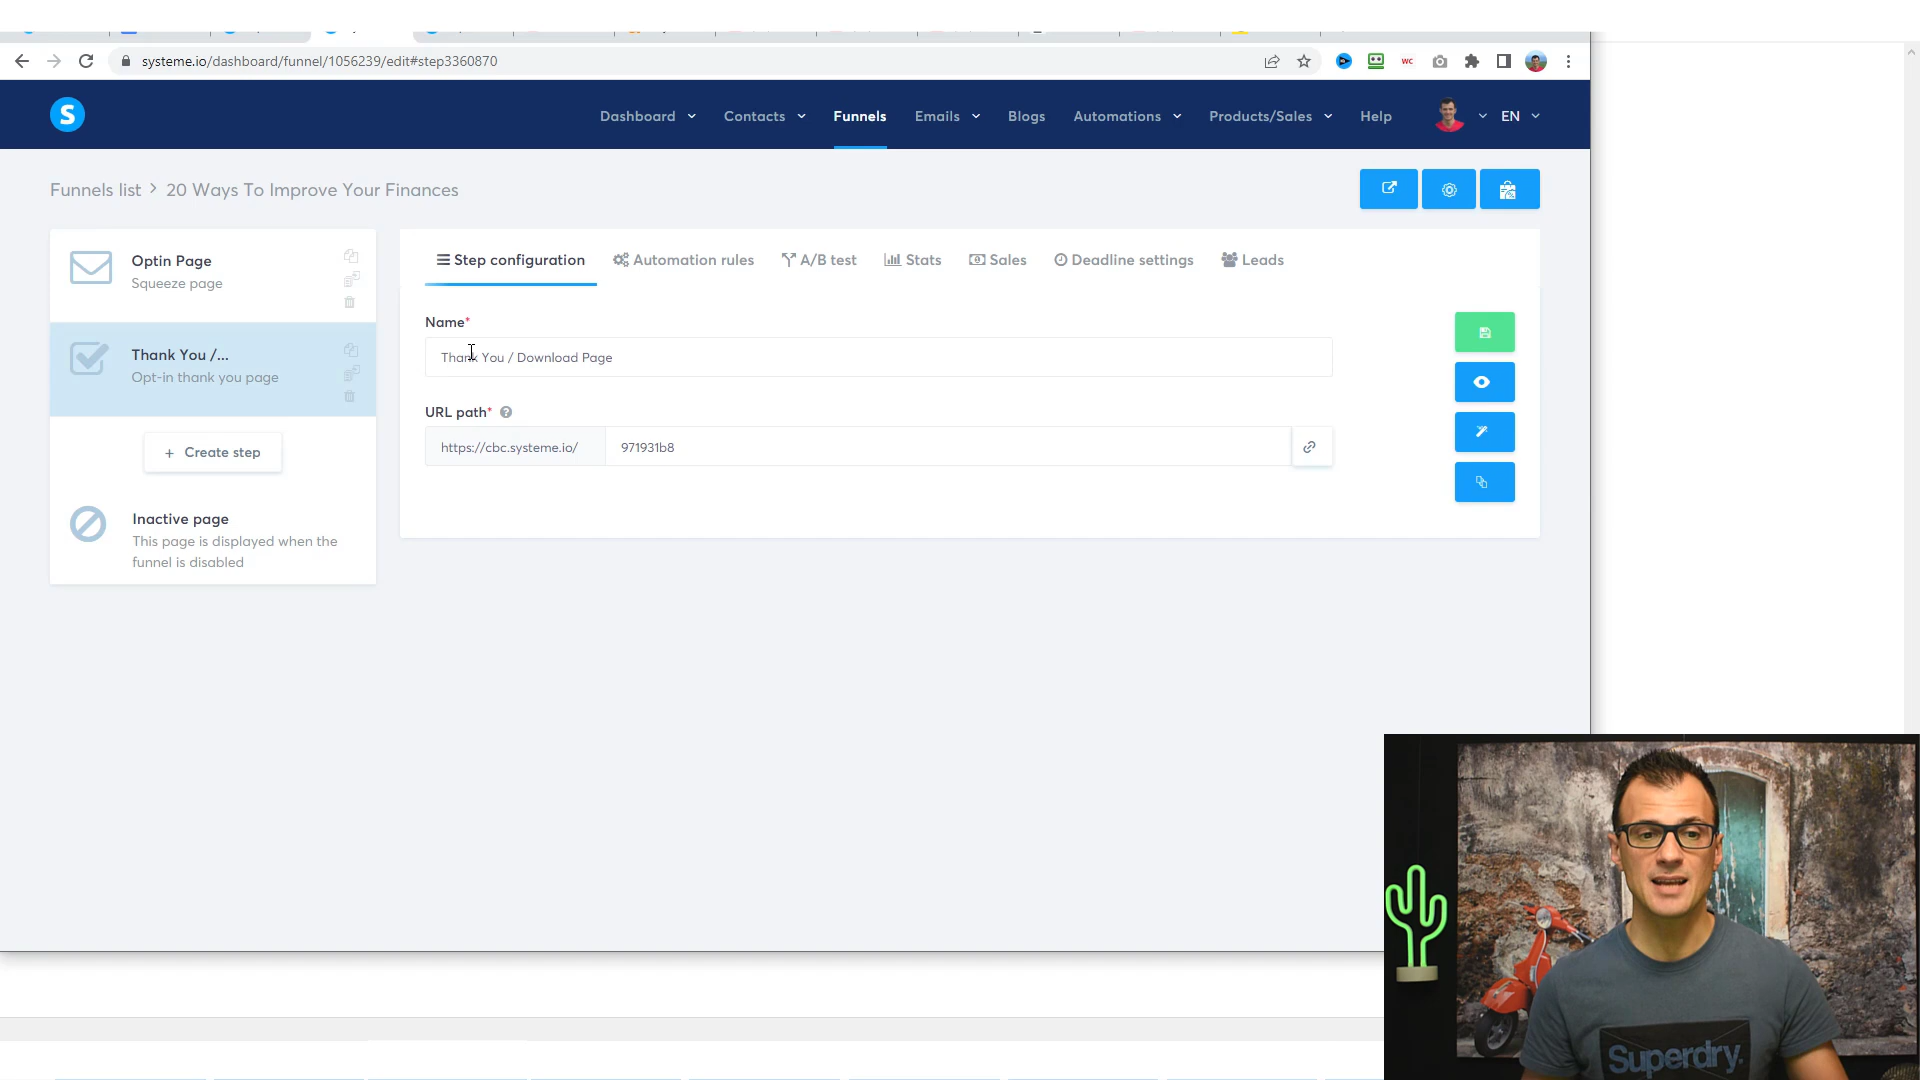 systeme.io/dashboard/funnel/1056239/edit#step3360870
WC
S
Dashboard
Contacts
Funnels
Emails
Blogs
Automations
Products/Sales
Help
EN
Funnels list > 20 Ways To Improve Your Finances
Optin Page
Squeeze page
Thank You /...
Opt-in thank you page
+ Create step
Inactive page
This page is displayed when the
funnel is disabled
Step configuration
Automation rules
A/B test
Stats
Sales
Deadline settings
Leads
Name*
Thank You / Download Page
URL path* ?
https://cbc.systeme.io/
971931b8
Superdry.